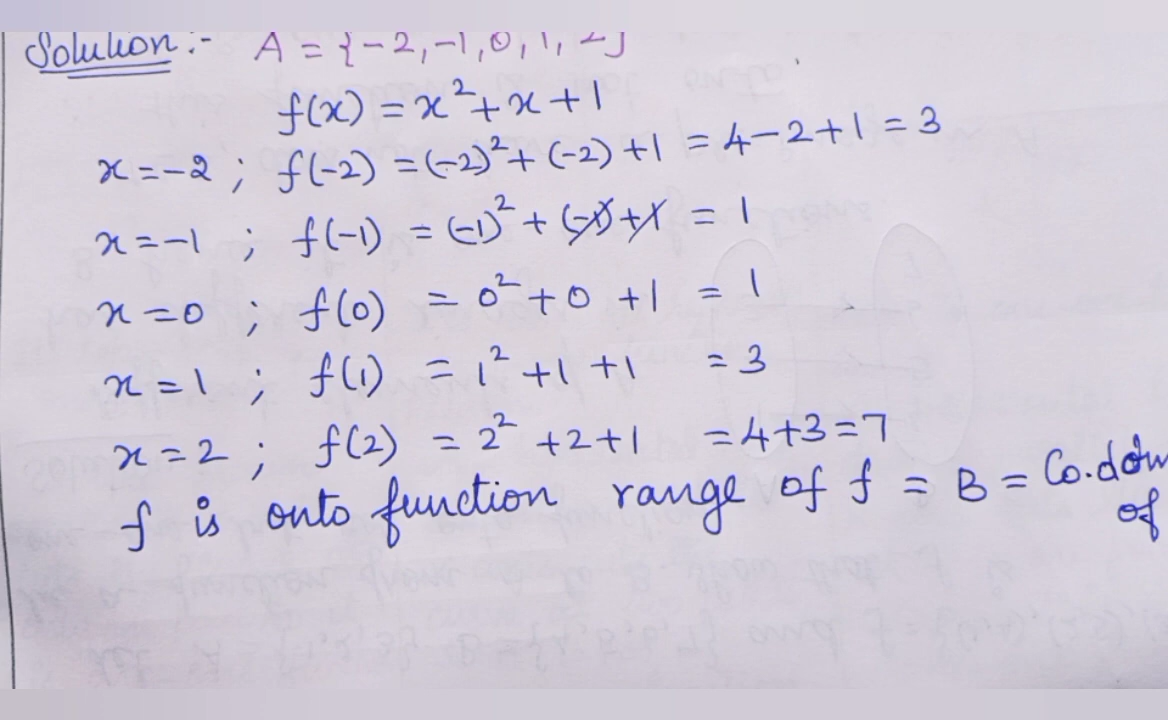 Solution :- A = {-2, -1, 0, 1, 2}
f(x) = x² + x + 1
x = -2 ; f(-2) = (-2)² + (-2) + 1 = 4 - 2 + 1 = 3
x = -1 ; f(-1) = (-1)² + (-1) + 1 = 1
x = 0 ; f(0) = 0² + 0 + 1 = 1
x = 1 ; f(1) = 1² + 1 + 1 = 3
x = 2 ; f(2) = 2² + 2 + 1 = 4 + 3 = 7
f is onto function range of f = B = Co.dom
of